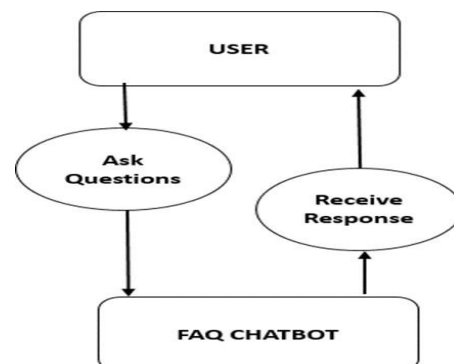 USER
Ask
Questions
Receive
Response
FAQ CHATBOT